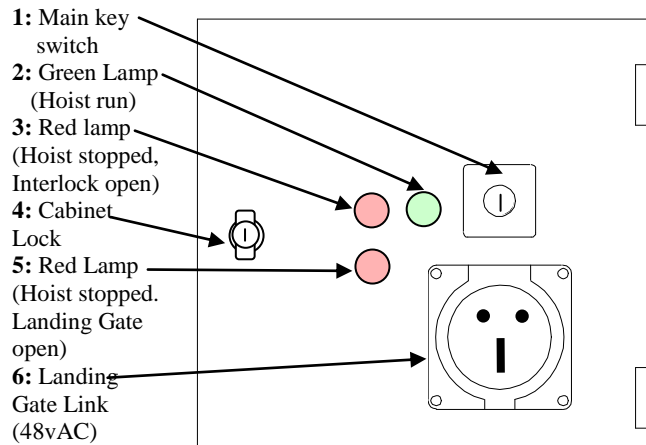 1: Main key
switch
2: Green Lamp
(Hoist run)
3: Red lamp
(Hoist stopped,
Interlock open)
4: Cabinet
Lock
5: Red Lamp
(Hoist stopped.
Landing Gate
open)
6: Landing
Gate Link
(48vAC)